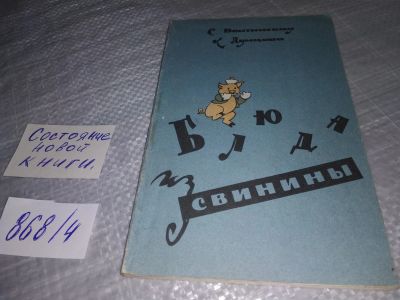 С
Блюда
из
свинины
Состояние
новой
книги.
868/4